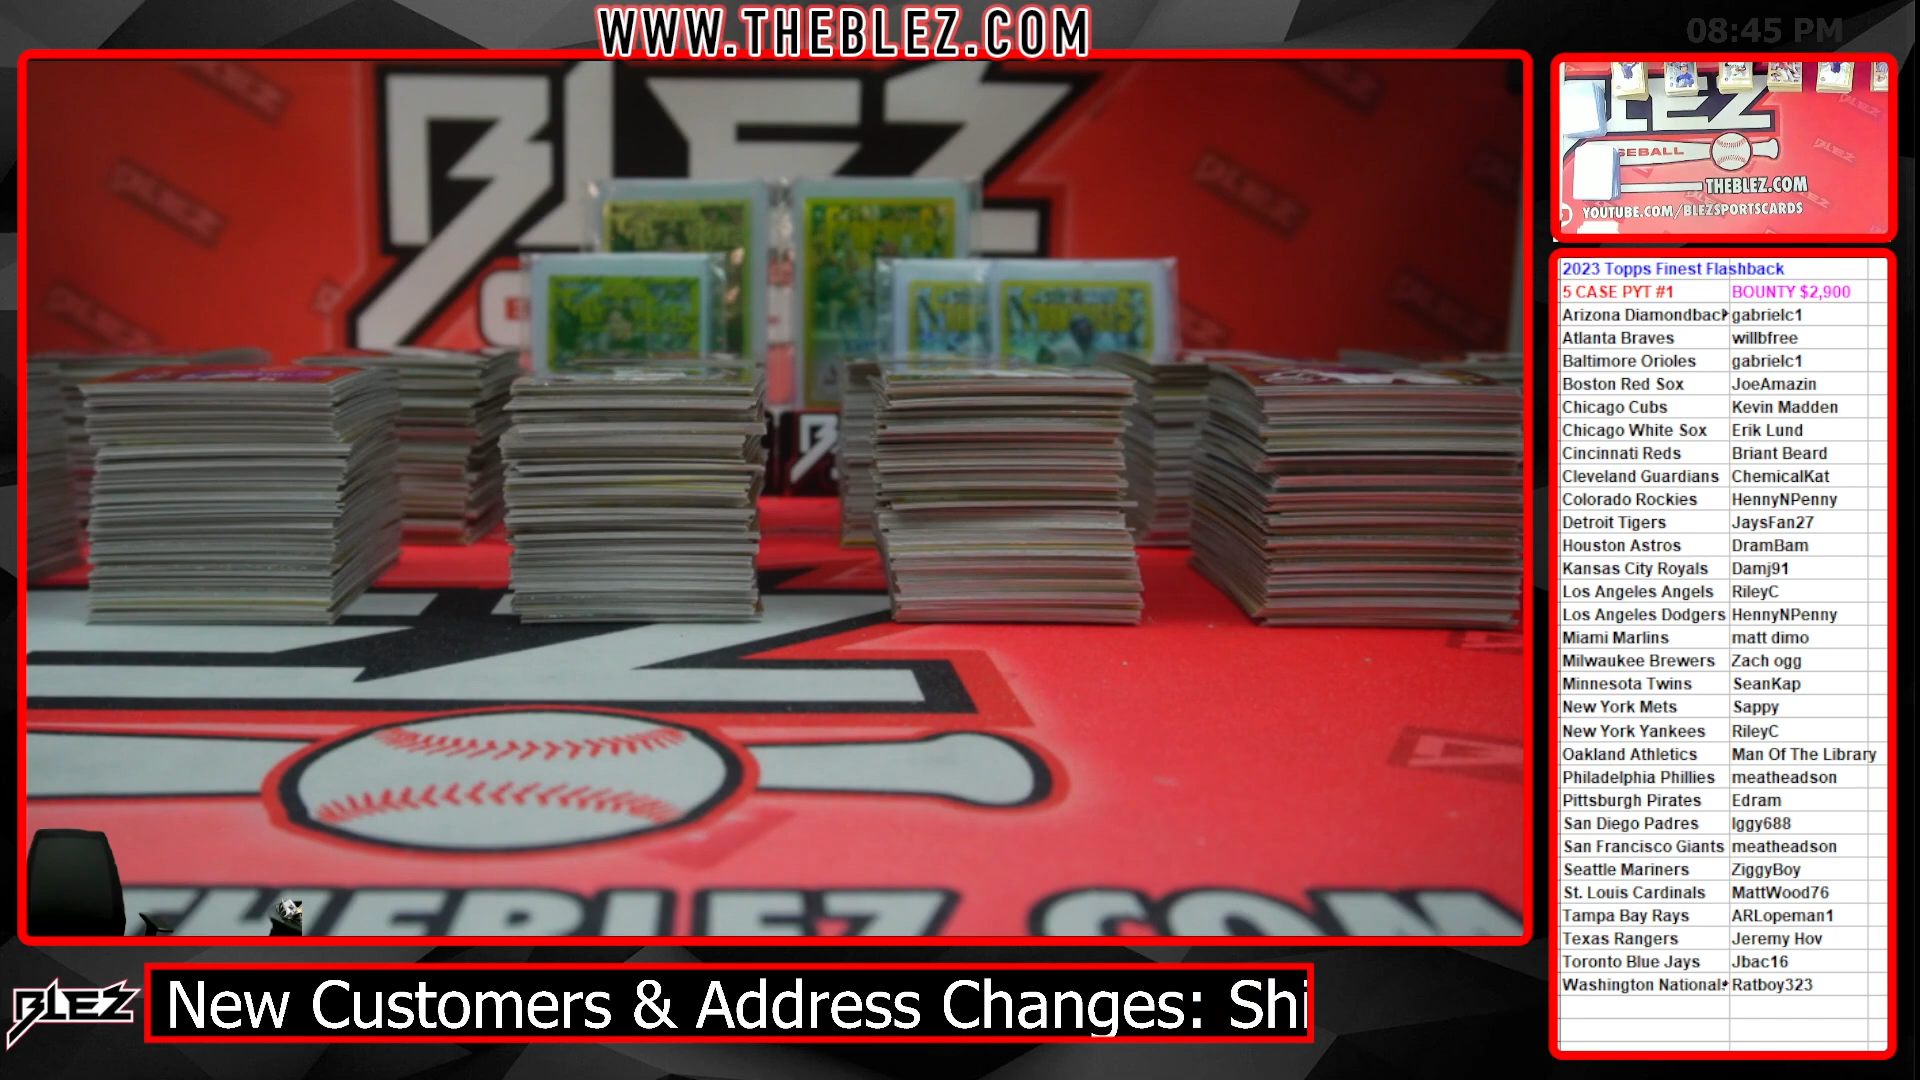 WWW.THEBLEZ.COM
08:45 PM
BLEZ
THEBLEZ.COM
SEBALL
THEBLEZ.COM
YOUTUBE.COM/BLEZSPORTSCARDS
2023 Topps Finest Flashback
5 CASE PYT #1 BOUNTY $2,900
Arizona Diamondback gabrielc1
Atlanta Braves willbfree
Baltimore Orioles gabrielc1
Boston Red Sox JoeAmazin
Chicago Cubs Kevin Madden
Chicago White Sox Erik Lund
Cincinnati Reds Briant Beard
Cleveland Guardians ChemicalKat
Colorado Rockies HennyNPenny
Detroit Tigers JaysFan27
Houston Astros DramBam
Kansas City Royals Damj91
Los Angeles Angels RileyC
Los Angeles Dodgers HennyNPenny
Miami Marlins matt dimo
Milwaukee Brewers Zach ogg
Minnesota Twins SeanKap
New York Mets Sappy
New York Yankees RileyC
Oakland Athletics Man Of The Library
Philadelphia Phillies meatheadson
Pittsburgh Pirates Edram
San Diego Padres Iggy688
San Francisco Giants meatheadson
Seattle Mariners ZiggyBoy
St. Louis Cardinals MattWood76
Tampa Bay Rays ARLopeman1
Texas Rangers Jeremy Hov
Toronto Blue Jays Jbac16
Washington Nationals Ratboy323
BLEZ
New Customers & Address Changes: Shi